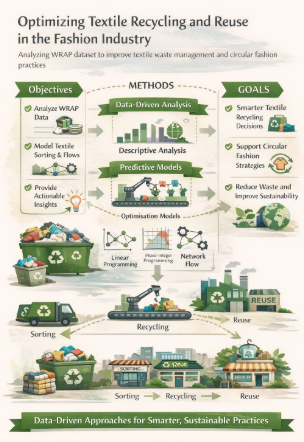 Optimizing Textile Recycling and Reuse
in the Fashion Industry
Analyzing WRAP dataset to improve textile waste management and circular fashion
practices
Objectives
METHODS
GOALS
Analyze WRAP
Data
Model Textile
Sorting & Flows
Provide
Actionable
Insights
Data-Driven Analysis
Descriptive Analysis
Predictive Models
Optimisation Models
Linear
Programming
Mixed-Integer
Programming
Network
Flow
Smarter Textile
Recycling
Decisions
Support Circular
Fashion
Strategies
Reduce Waste and
Improve Sustainability
REUSE
Sorting
Recycling
Reuse
SORTING
Sorting
Recycling
Reuse
Data-Driven Approaches for Smarter, Sustainable Practices